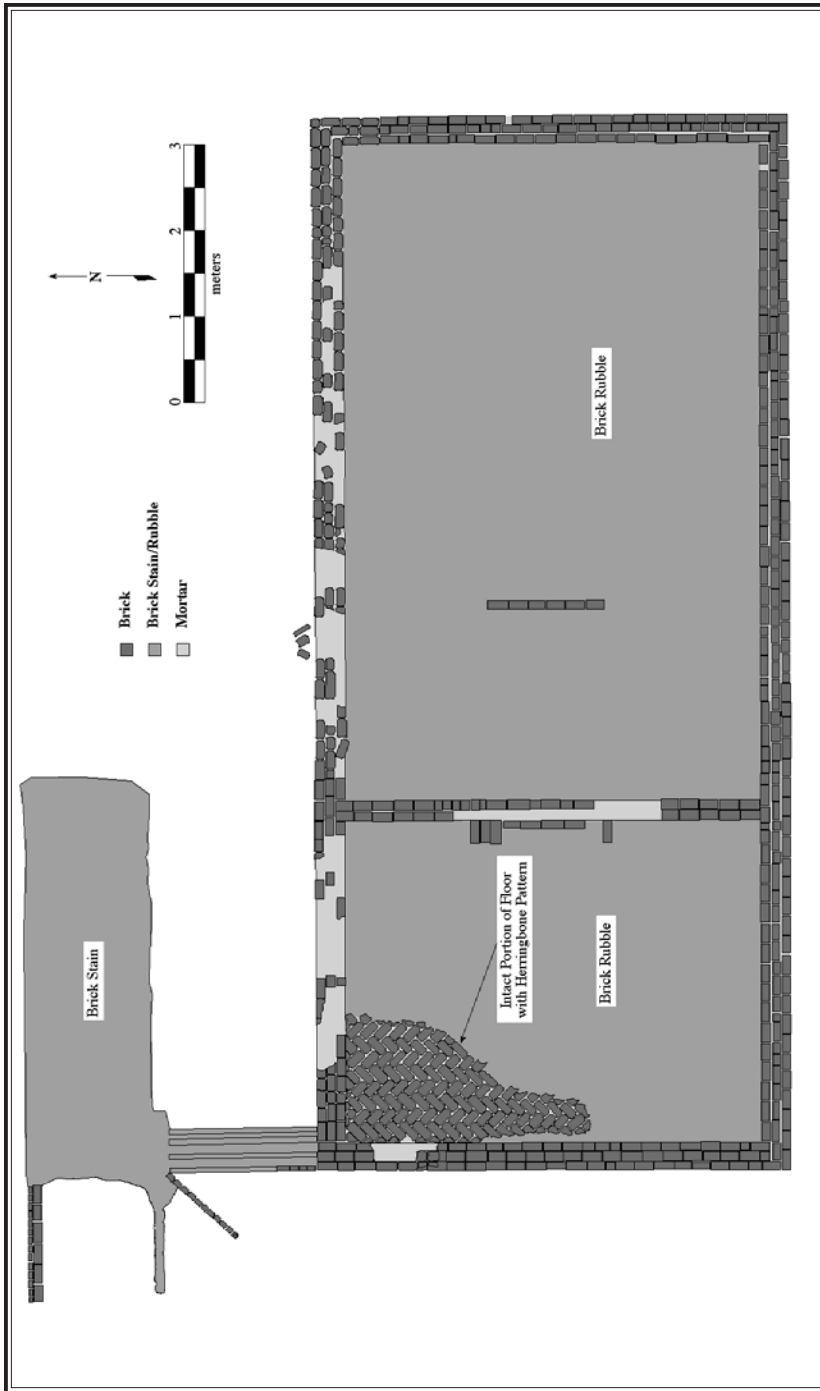 N
0 1 2 3
meters
Brick
Brick Stain/Rubble
Mortar
Brick Stain
Brick Rubble
Intact Portion of Floor
with Herringbone Pattern
Brick Rubble